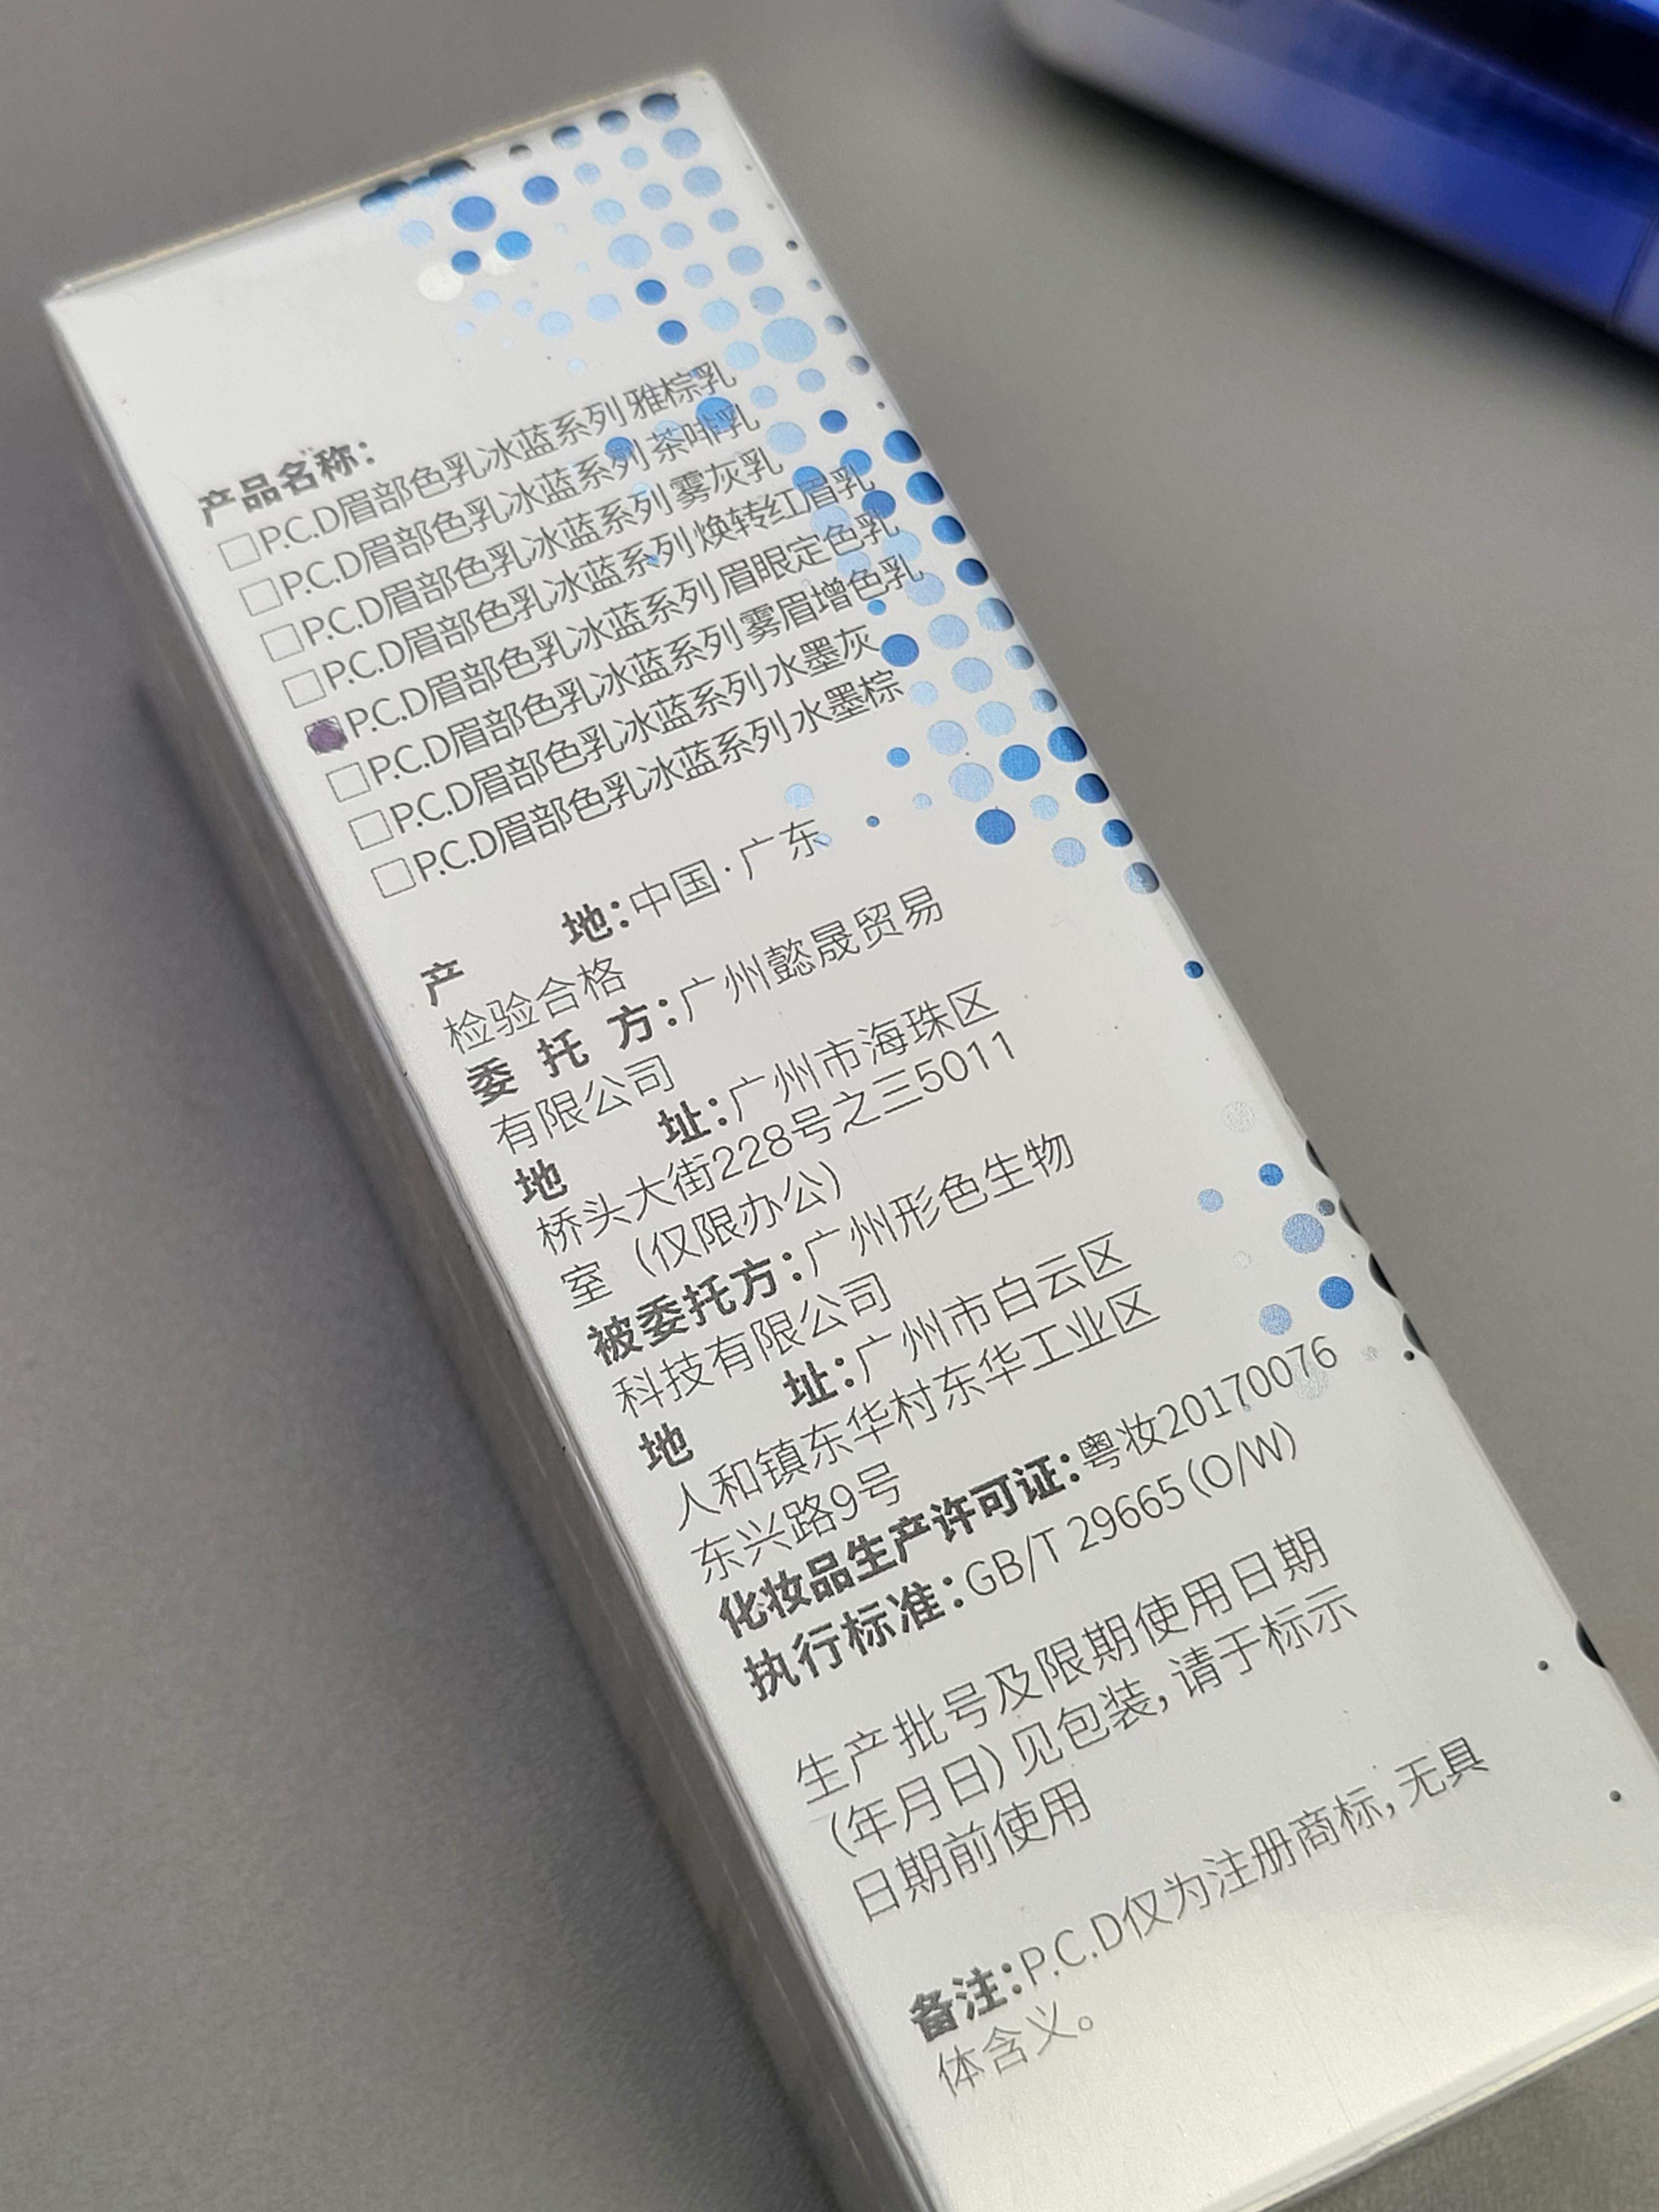 产品名称：
□P.C.D眉部色乳冰蓝系列 雅棕乳
□P.C.D眉部色乳冰蓝系列 茶啡乳
□P.C.D眉部色乳冰蓝系列 雾灰乳
□P.C.D眉部色乳冰蓝系列 焕转红眉乳
P.C.D眉部色乳冰蓝系列 眉眼定色乳
□P.C.D眉部色乳冰蓝系列 雾眉增色乳
□P.C.D眉部色乳冰蓝系列 水墨灰
□P.C.D眉部色乳冰蓝系列 水墨棕
产 地：中国·广东
检验合格
委托方：广州懿晟贸易
有限公司
地 址：广州市海珠区
桥头大街228号之三5011
室（仅限办公）
被委托方：广州形色生物
科技有限公司
地 址：广州市白云区
人和镇东华村东华工业区
东兴路9号
化妆品生产许可证：粤妆20170076
执行标准：GB/T 29665（O/W）
生产批号及限期使用日期
（年月日）见包装，请于标示
日期前使用
备注：P.C.D仅为注册商标，无具
体含义。